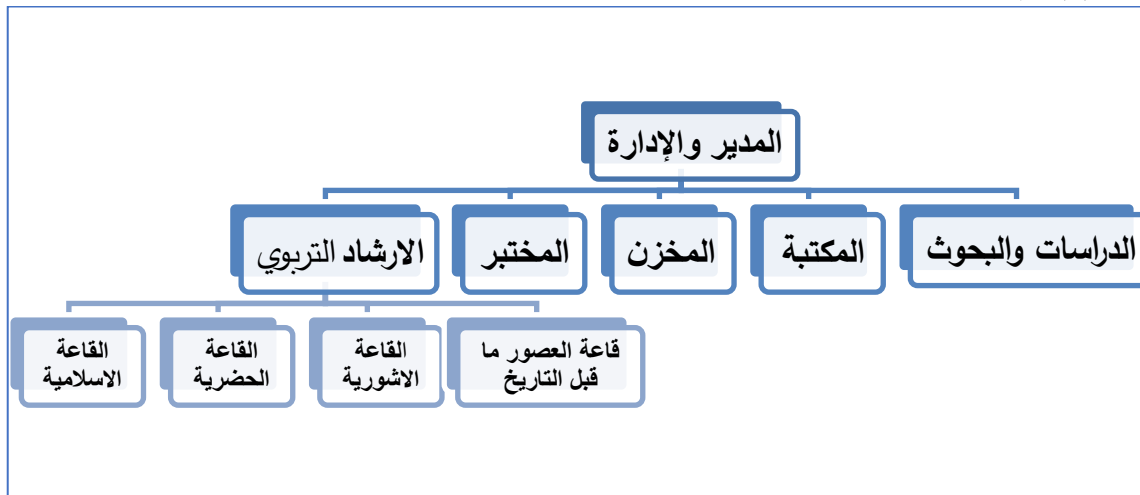 المدير والإدارة
الدراسات والبحوث
المكتبة
المخزن
المختبر
الارشاد التربوي
قاعة العصور ما
قبل التاريخ
القاعة
الاشورية
القاعة
الحضرية
القاعة
الاسلامية